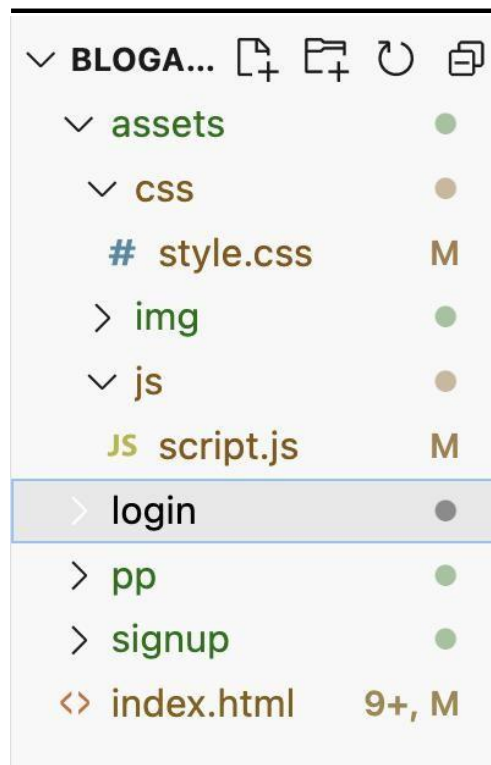 BLOGA...
assets
css
# style.css M
img
js
JS script.js M
login
pp
signup
<> index.html 9+, M